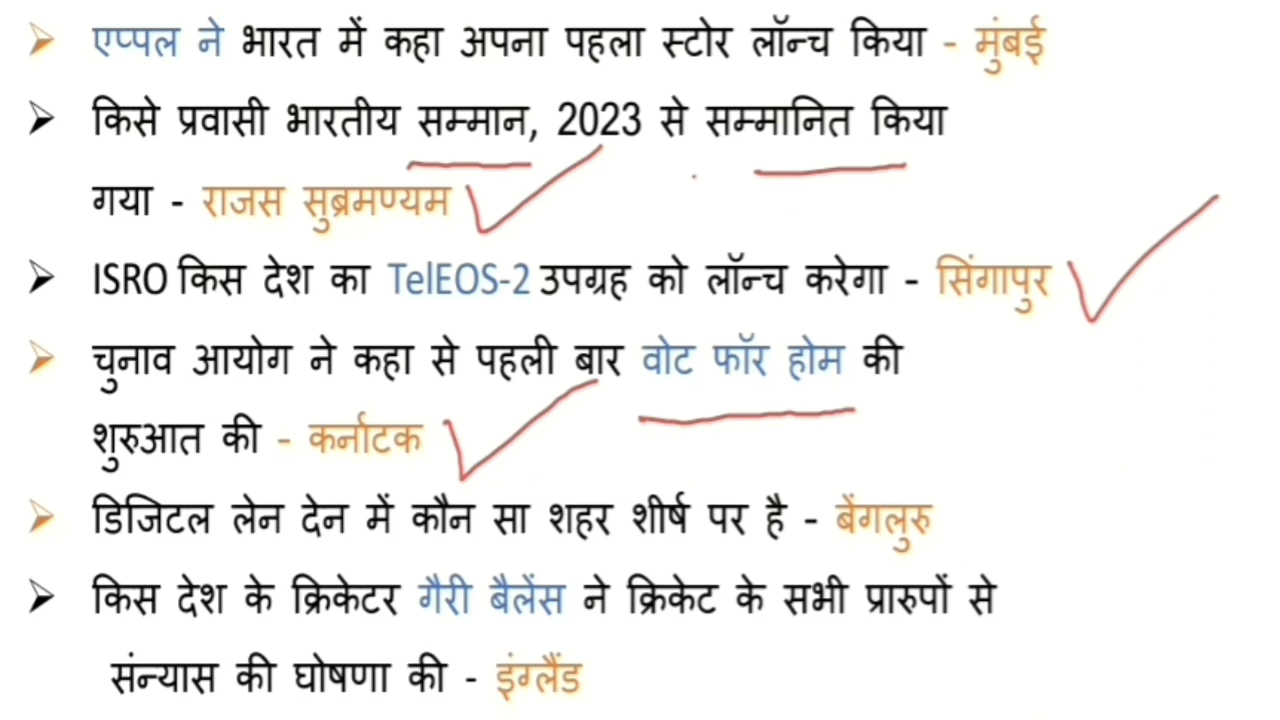 ➤ एप्पल ने भारत में कहा अपना पहला स्टोर लॉन्च किया - मुंबई
➤ किसे प्रवासी भारतीय सम्मान, 2023 से सम्मानित किया
गया - राजस सुब्रमण्यम
➤ ISRO किस देश का TelEOS-2 उपग्रह को लॉन्च करेगा - सिंगापुर
➤ चुनाव आयोग ने कहा से पहली बार वोट फॉर होम की
शुरुआत की - कर्नाटक
➤ डिजिटल लेन देन में कौन सा शहर शीर्ष पर है - बेंगलुरु
➤ किस देश के क्रिकेटर गैरी बैलेंस ने क्रिकेट के सभी प्रारुपों से
संन्यास की घोषणा की - इंग्लैंड